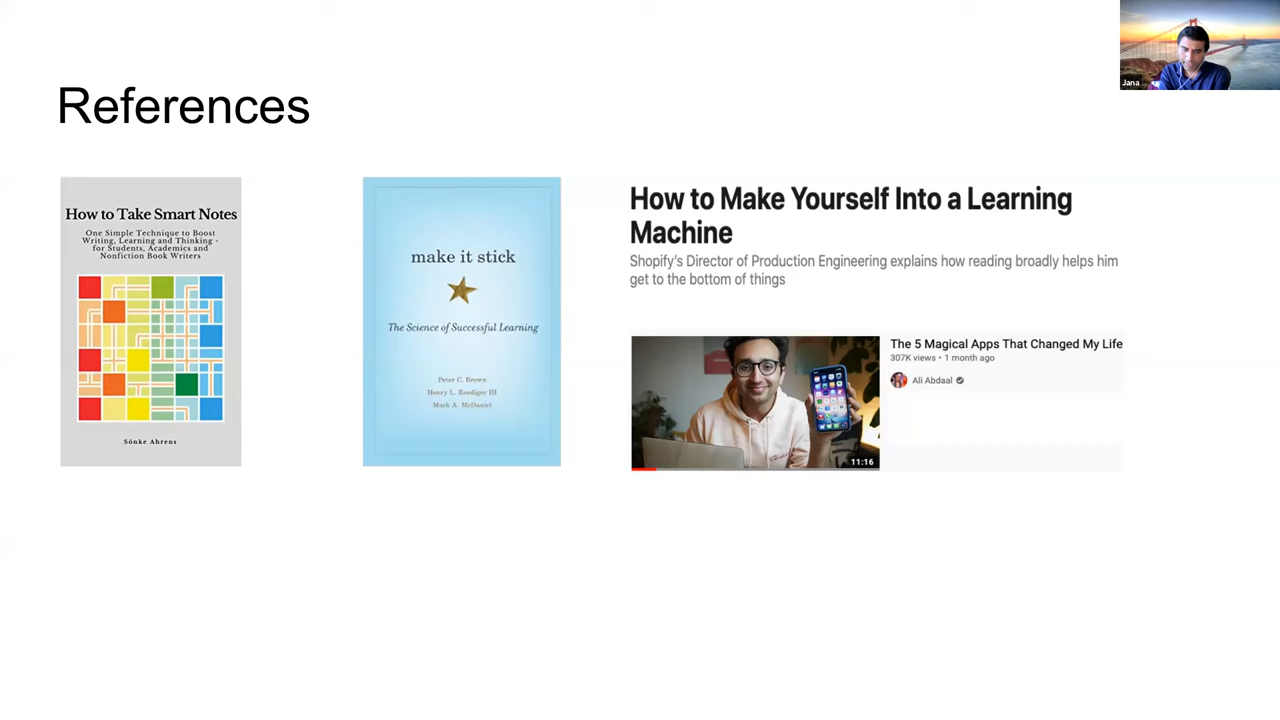 References
How to Take Smart Notes
One Simple Technique to Boost
Writing, Learning and Thinking -
for Students, Academics and
Nonfiction Book Writers
Sönke Ahrens
make it stick
The Science of Successful Learning
Peter C. Brown
Henry L. Roediger III
Mark A. McDaniel
How to Make Yourself Into a Learning
Machine
Shopify's Director of Production Engineering explains how reading broadly helps him
get to the bottom of things
11:16
The 5 Magical Apps That Changed My Life
307K views • 1 month ago
Ali Abdaal
Jana